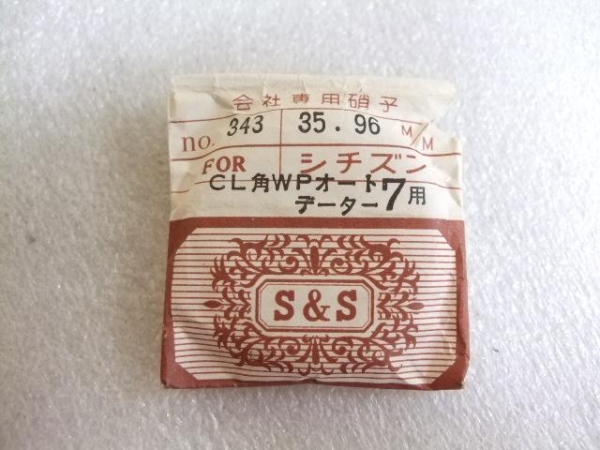 会社専用硝子
no. 343 35.96 M/M
FOR シチズン
CL角WPオート
データー7用
S&S